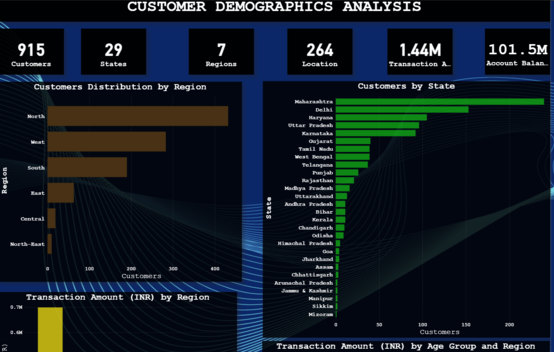 CUSTOMER DEMOGRAPHICS ANALYSIS
915
Customers
29
States
7
Regions
264
Location
1.44M
Transaction A...
101.5M
Account Balan...
Customers Distribution by Region
Region
North
West
South
East
Central
North-East
0 100 200 300 400
Customers
Customers by State
State
Maharashtra
Delhi
Haryana
Uttar Pradesh
Karnataka
Gujarat
Tamil Nadu
West Bengal
Telangana
Punjab
Rajasthan
Madhya Pradesh
Uttarakhand
Andhra Pradesh
Bihar
Kerala
Chandigarh
Odisha
Himachal Pradesh
Goa
Jharkhand
Assam
Chhattisgarh
Arunachal Pradesh
Jammu & Kashmir
Manipur
Sikkim
Mizoram
0 100 200
Customers
Transaction Amount (INR) by Region
0.7M
0.6M
R)
Transaction Amount (INR) by Age Group and Region